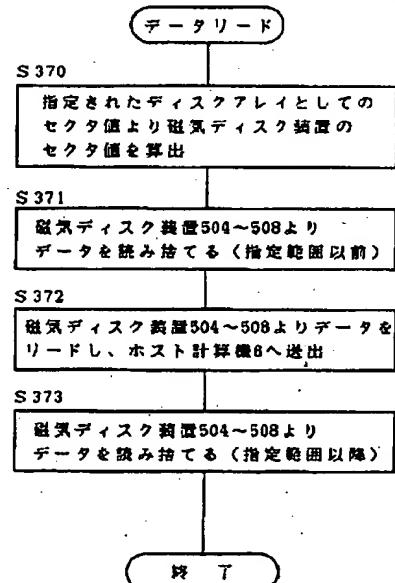 データリード
S370
指定されたディスクアレイとしての
セクタ値より磁気ディスク装置の
セクタ値を算出
S371
磁気ディスク装置504~508より
データを読み捨てる(指定範囲以前)
S372
磁気ディスク装置504~508よりデータを
リードし、ホスト計算機6へ送出
S373
磁気ディスク装置504~508より
データを読み捨てる(指定範囲以降)
終了